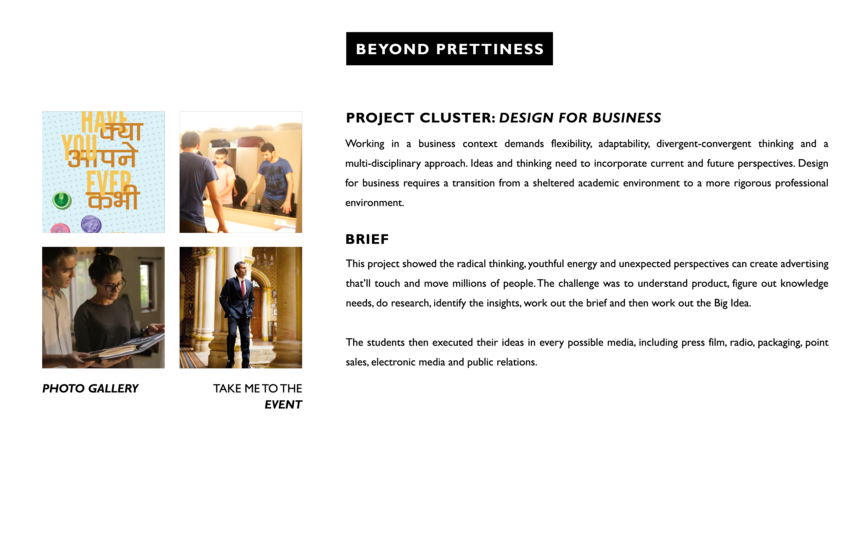 BEYOND PRETTINESS
HAVE
क्या
YOU
आपने
EVER
कभी
PHOTO GALLERY
TAKE ME TO THE
EVENT
PROJECT CLUSTER: DESIGN FOR BUSINESS
Working in a business context demands flexibility, adaptability, divergent-convergent thinking and a
multi-disciplinary approach. Ideas and thinking need to incorporate current and future perspectives. Design
for business requires a transition from a sheltered academic environment to a more rigorous professional
environment.
BRIEF
This project showed the radical thinking, youthful energy and unexpected perspectives can create advertising
that'll touch and move millions of people. The challenge was to understand product, figure out knowledge
needs, do research, identify the insights, work out the brief and then work out the Big Idea.
The students then executed their ideas in every possible media, including press film, radio, packaging, point
sales, electronic media and public relations.